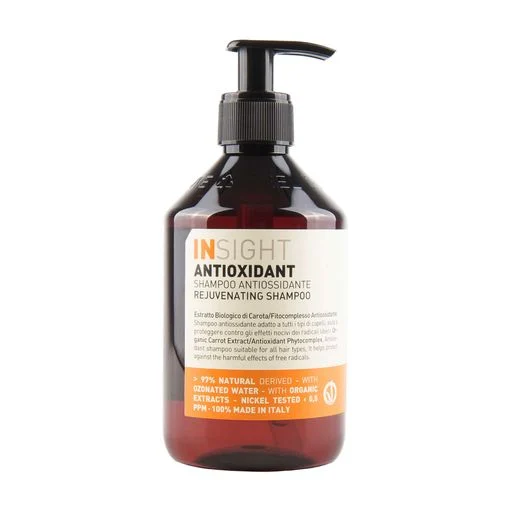 INSIGHT
ANTIOXIDANT
SHAMPOO ANTIOSSIDANTE
REJUVENATING SHAMPOO
Estratto Biologico di Carota/Fitocomplesso Antiossidante
Shampoo antiossidante adatto a tutti i tipi di capelli, aiuta a
proteggere contro gli effetti nocivi dei radicali liberi. Or-
ganic Carrot Extract/Antioxidant Phytocomplex. Antioxi-
dant shampoo suitable for all hair types. It helps protect
against the harmful effects of free radicals.
> 97% NATURAL DERIVED - WITH
OZONATED WATER - WITH ORGANIC
EXTRACTS - NICKEL TESTED < 0,5
PPM - 100% MADE IN ITALY